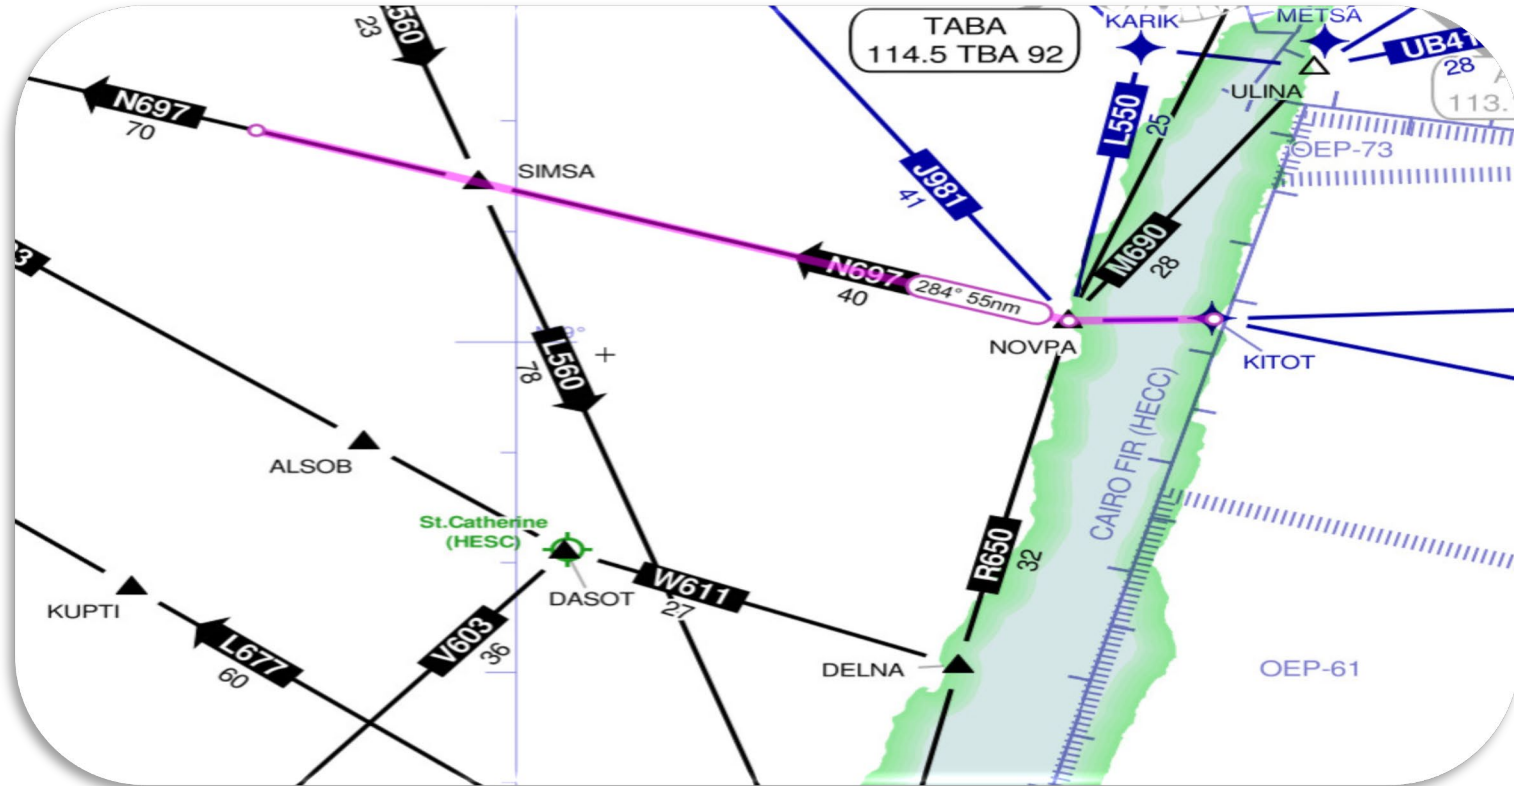 L560
23
TABA
114.5 TBA 92
KARIK
METSA
UB41
28
113.
N697
70
ULINA
L550
25
OEP-73
SIMSA
J981
41
M690
28
N697
40
284° 55nm
NOVPA
KITOT
L560
78
CAIRO FIR (HECC)
ALSOB
St.Catherine
(HESC)
DASOT
W611
27
R650
32
KUPTI
L677
60
V603
36
DELNA
OEP-61